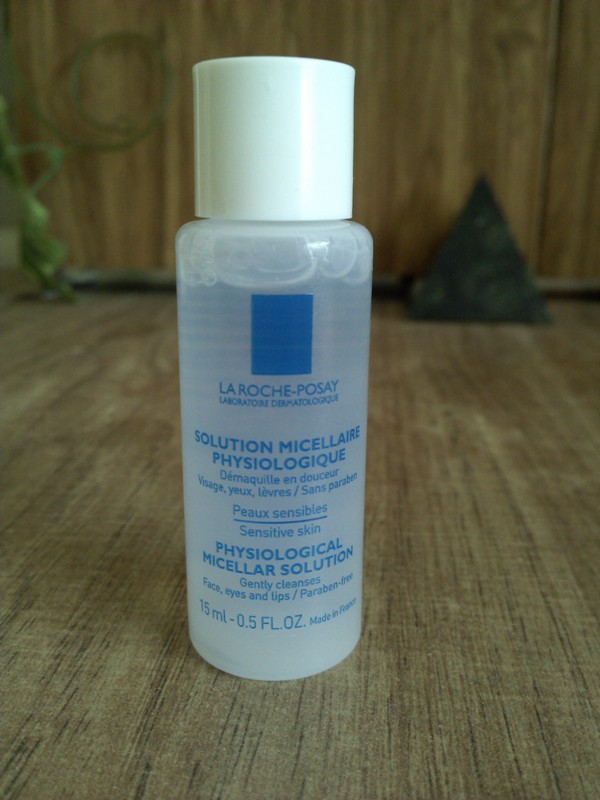 LA ROCHE-POSAY
LABORATOIRE DERMATOLOGIQUE
SOLUTION MICELLAIRE
PHYSIOLOGIQUE
Démaquille en douceur
Visage, yeux, lèvres / Sans paraben
Peaux sensibles
Sensitive skin
PHYSIOLOGICAL
MICELLAR SOLUTION
Gently cleanses
Face, eyes and lips / Paraben-free
15 ml - 0.5 FL.OZ. Made in France